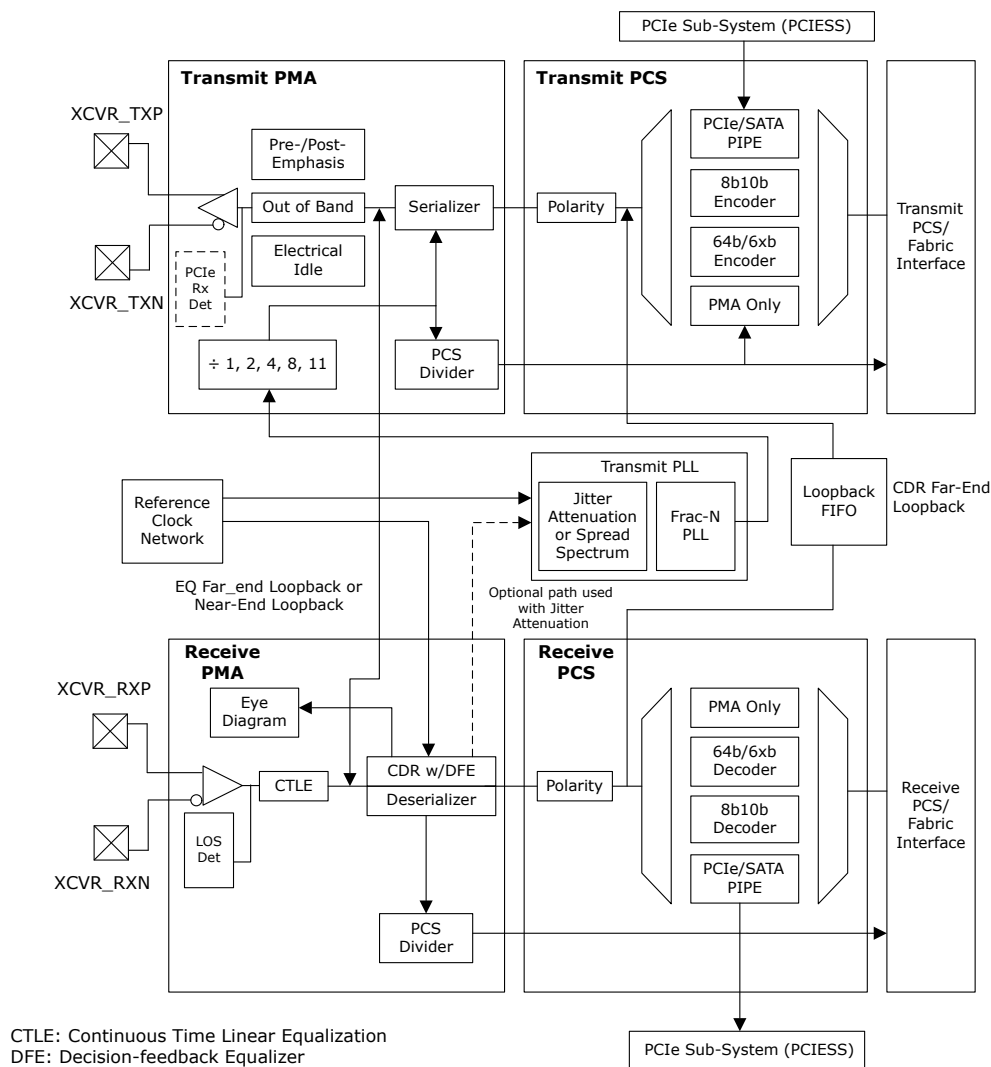 PCIe Sub-System (PCIESS)
Transmit PMA
Transmit PCS
XCVR_TXP
XCVR_TXN
Pre-/Post-
Emphasis
Out of Band
Electrical
Idle
PCIe
Rx
Det
Serializer
÷ 1, 2, 4, 8, 11
PCS
Divider
Polarity
PCIe/SATA
PIPE
8b10b
Encoder
64b/6xb
Encoder
PMA Only
Transmit
PCS/
Fabric
Interface
Reference
Clock
Network
Transmit PLL
Jitter
Attenuation
or Spread
Spectrum
Frac-N
PLL
Loopback
FIFO
CDR Far-End
Loopback
EQ Far_end Loopback or
Near-End Loopback
Optional path used
with Jitter
Attenuation
Receive
PMA
Receive
PCS
XCVR_RXP
XCVR_RXN
Eye
Diagram
CTLE
LOS
Det
CDR w/DFE
Deserializer
PCS
Divider
Polarity
PMA Only
64b/6xb
Decoder
8b10b
Decoder
PCIe/SATA
PIPE
Receive
PCS/
Fabric
Interface
CTLE: Continuous Time Linear Equalization
DFE: Decision-feedback Equalizer
PCIe Sub-System (PCIESS)